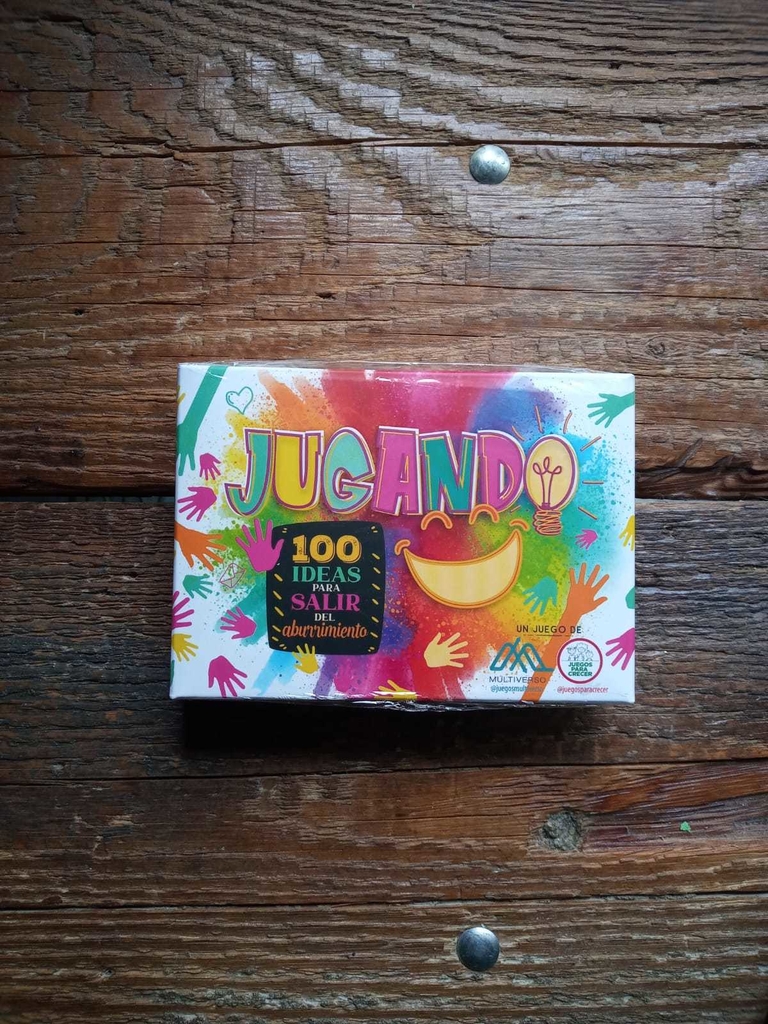 JUGANDO
100
IDEAS
PARA
SALIR
DEL
aburrimiento
UN JUEGO DE
MULTIVERSO
JUEGOS
PARA
CRECER
@juegosparacrecer